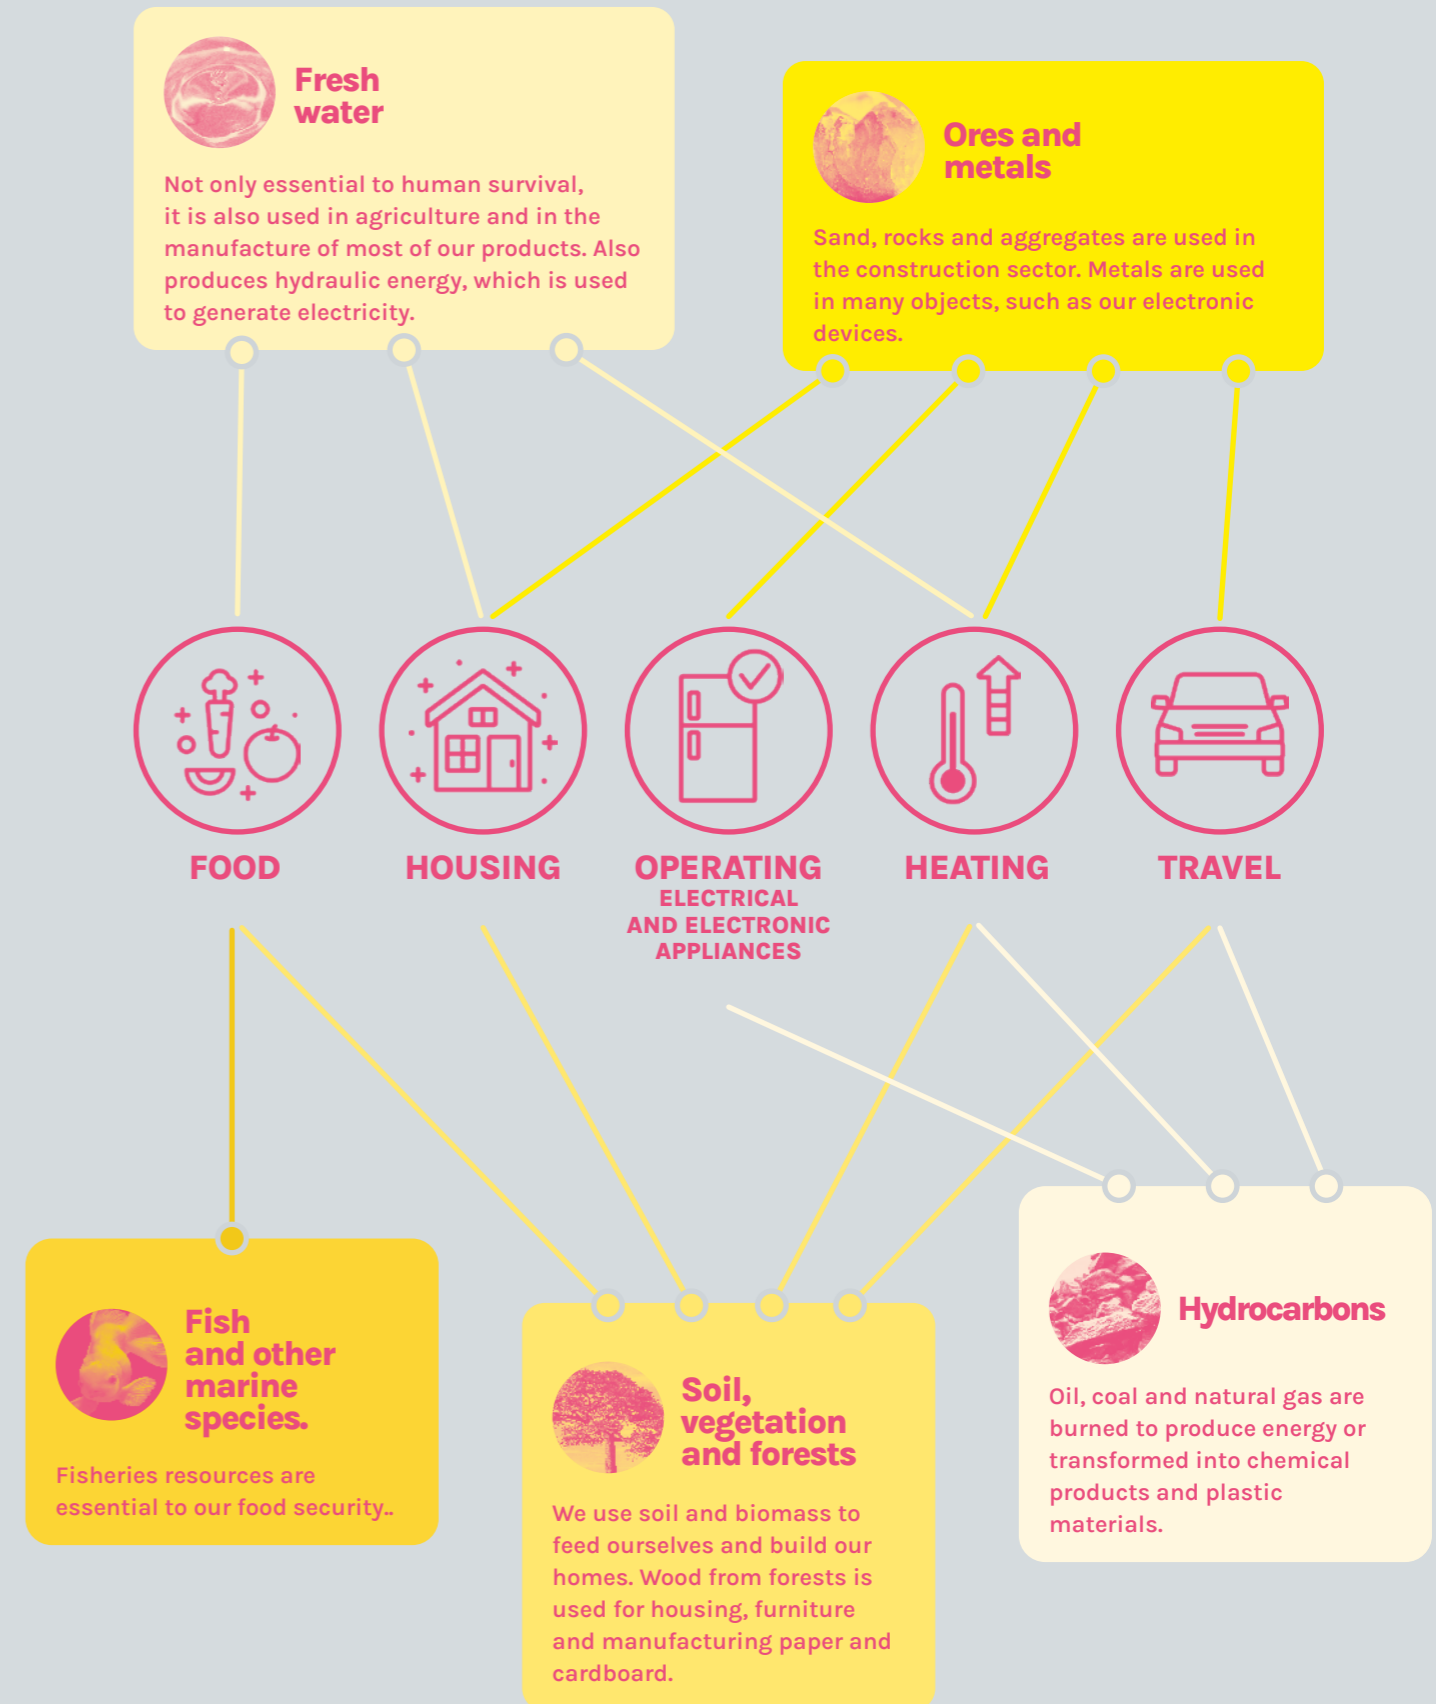 Fresh
water
Not only essential to human survival,
it is also used in agriculture and in the
manufacture of most of our products. Also
produces hydraulic energy, which is used
to generate electricity.
Ores and
metals
Sand, rocks and aggregates are used in
the construction sector. Metals are used
in many objects, such as our electronic
devices.
FOOD
HOUSING
OPERATING
ELECTRICAL
AND ELECTRONIC
APPLIANCES
HEATING
TRAVEL
Fish
and other
marine
species.
Fisheries resources are
essential to our food security..
Soil,
vegetation
and forests
We use soil and biomass to
feed ourselves and build our
homes. Wood from forests is
used for housing, furniture
and manufacturing paper and
cardboard.
Hydrocarbons
Oil, coal and natural gas are
burned to produce energy or
transformed into chemical
products and plastic
materials.